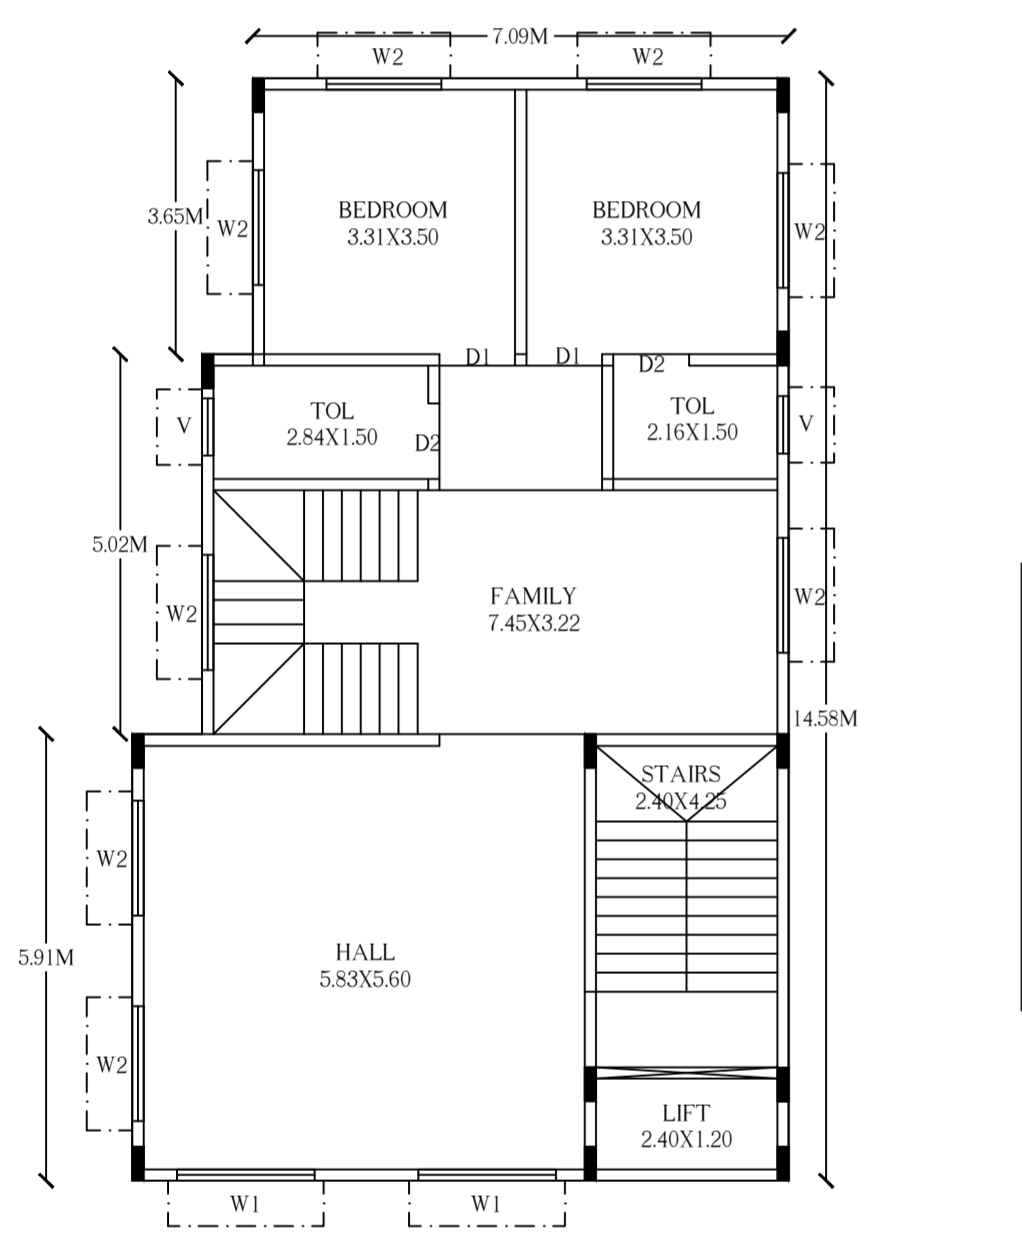 7.09M
W2
W2
3.65M
W2
BEDROOM
3.31X3.50
BEDROOM
3.31X3.50
W2
D1
D1
D2
V
TOL
2.84X1.50
D2
TOL
2.16X1.50
V
5.02M
W2
FAMILY
7.45X3.22
W2
14.58M
STAIRS
2.40X4.25
W2
5.91M
HALL
5.83X5.60
W2
LIFT
2.40X1.20
W1
W1